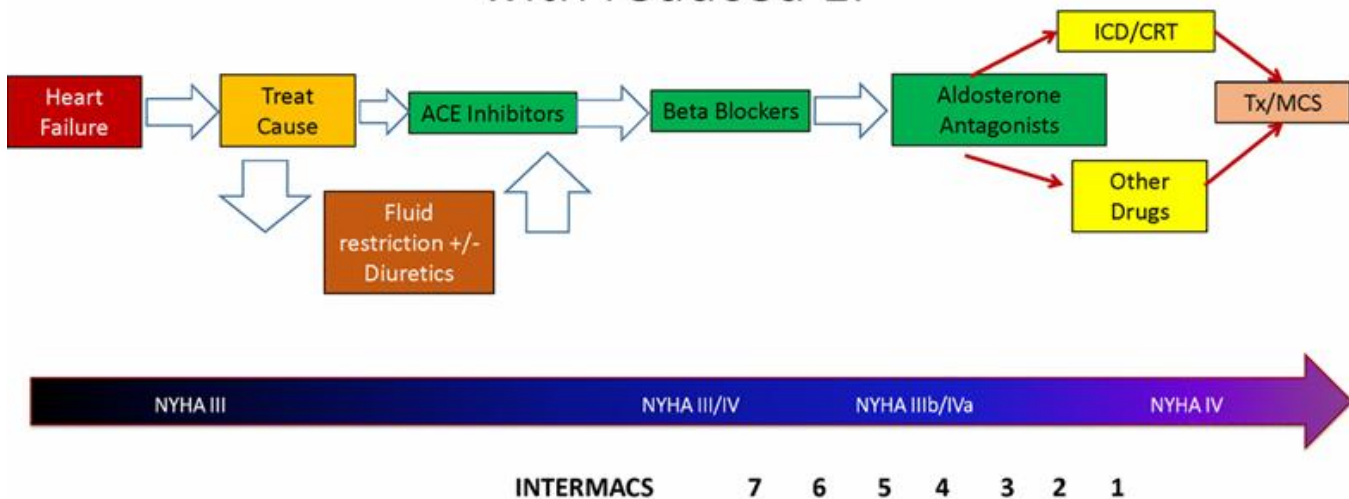 Heart
Failure
Treat
Cause
ACE Inhibitors
Beta Blockers
Aldosterone
Antagonists
ICD/CRT
Other
Drugs
Tx/MCS
Fluid
restriction +/-
Diuretics
NYHA III
NYHA III/IV
NYHA IIIb/IVa
NYHA IV
INTERMACS 7 6 5 4 3 2 1